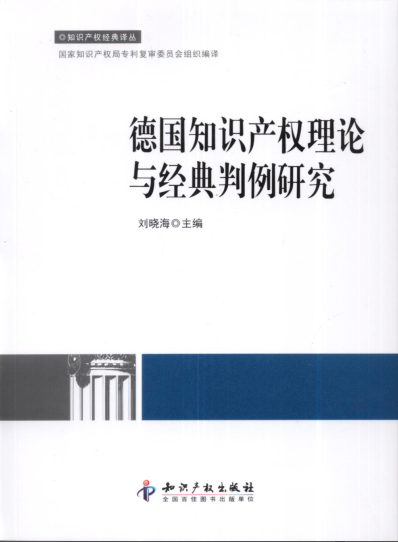 ◎知识产权经典译丛
国家知识产权局专利复审委员会组织编译
德国知识产权理论
与经典判例研究
刘晓海◎主编
知识产权出版社
全国百佳图书出版单位